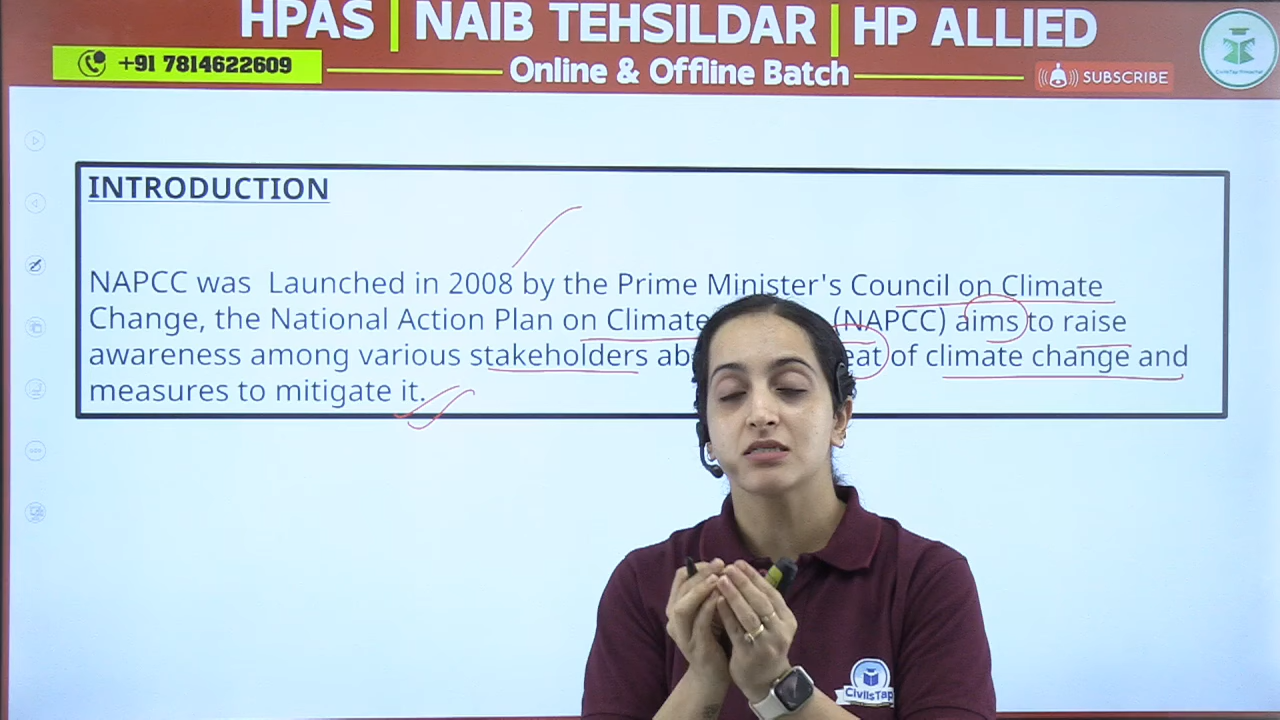 HPAS | NAIB TEHSILDAR | HP ALLIED
+91 7814622609
Online & Offline Batch
SUBSCRIBE
INTRODUCTION
NAPCC was Launched in 2008 by the Prime Minister's Council on Climate
Change, the National Action Plan on Climate (NAPCC) aims to raise
awareness among various stakeholders ab eat of climate change and
measures to mitigate it.
CivilsTap